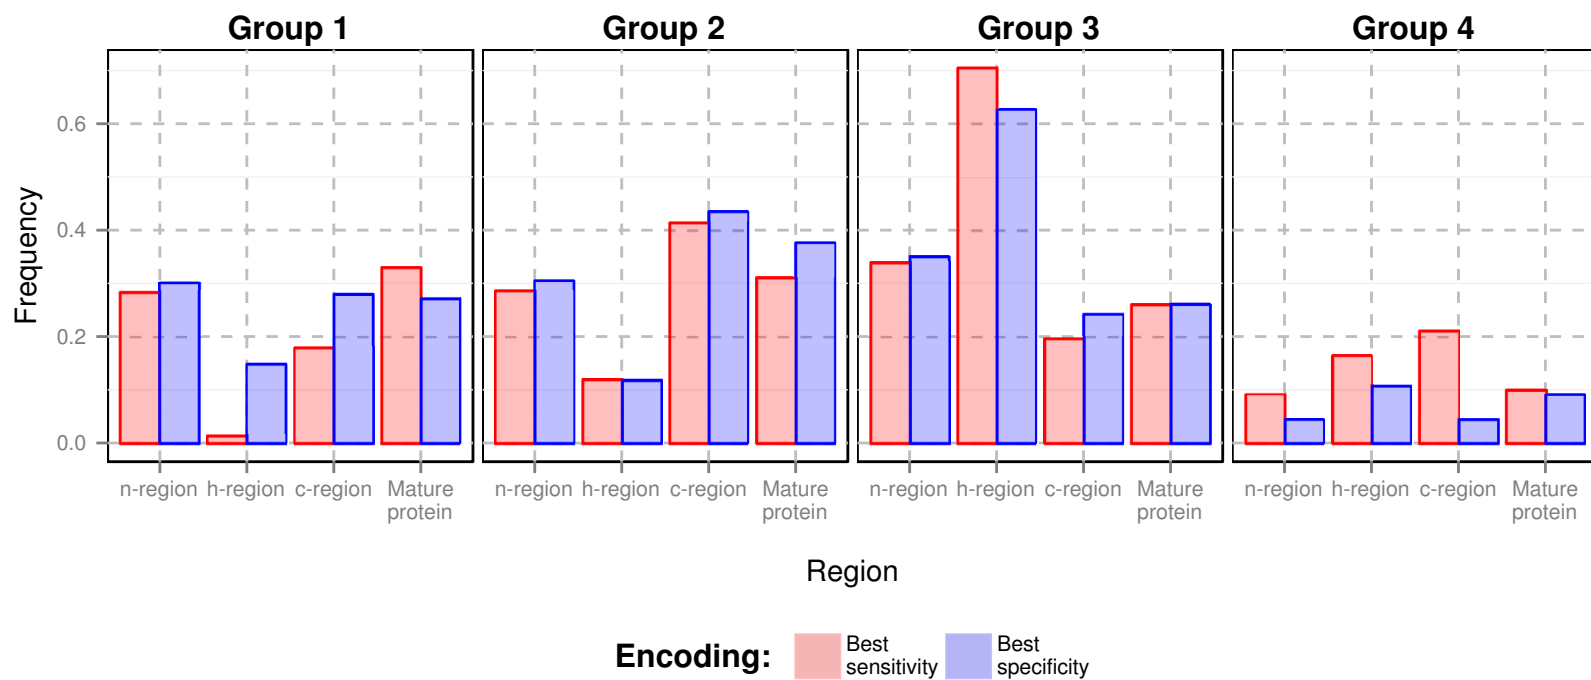 Group 1 Group 2 Group 3 Group 4
Frequency
0.6
0.4
0.2
0.0
n-region h-region c-region Mature protein
n-region h-region c-region Mature protein
n-region h-region c-region Mature protein
n-region h-region c-region Mature protein
Region
Encoding:
Best
sensitivity
Best
specificity